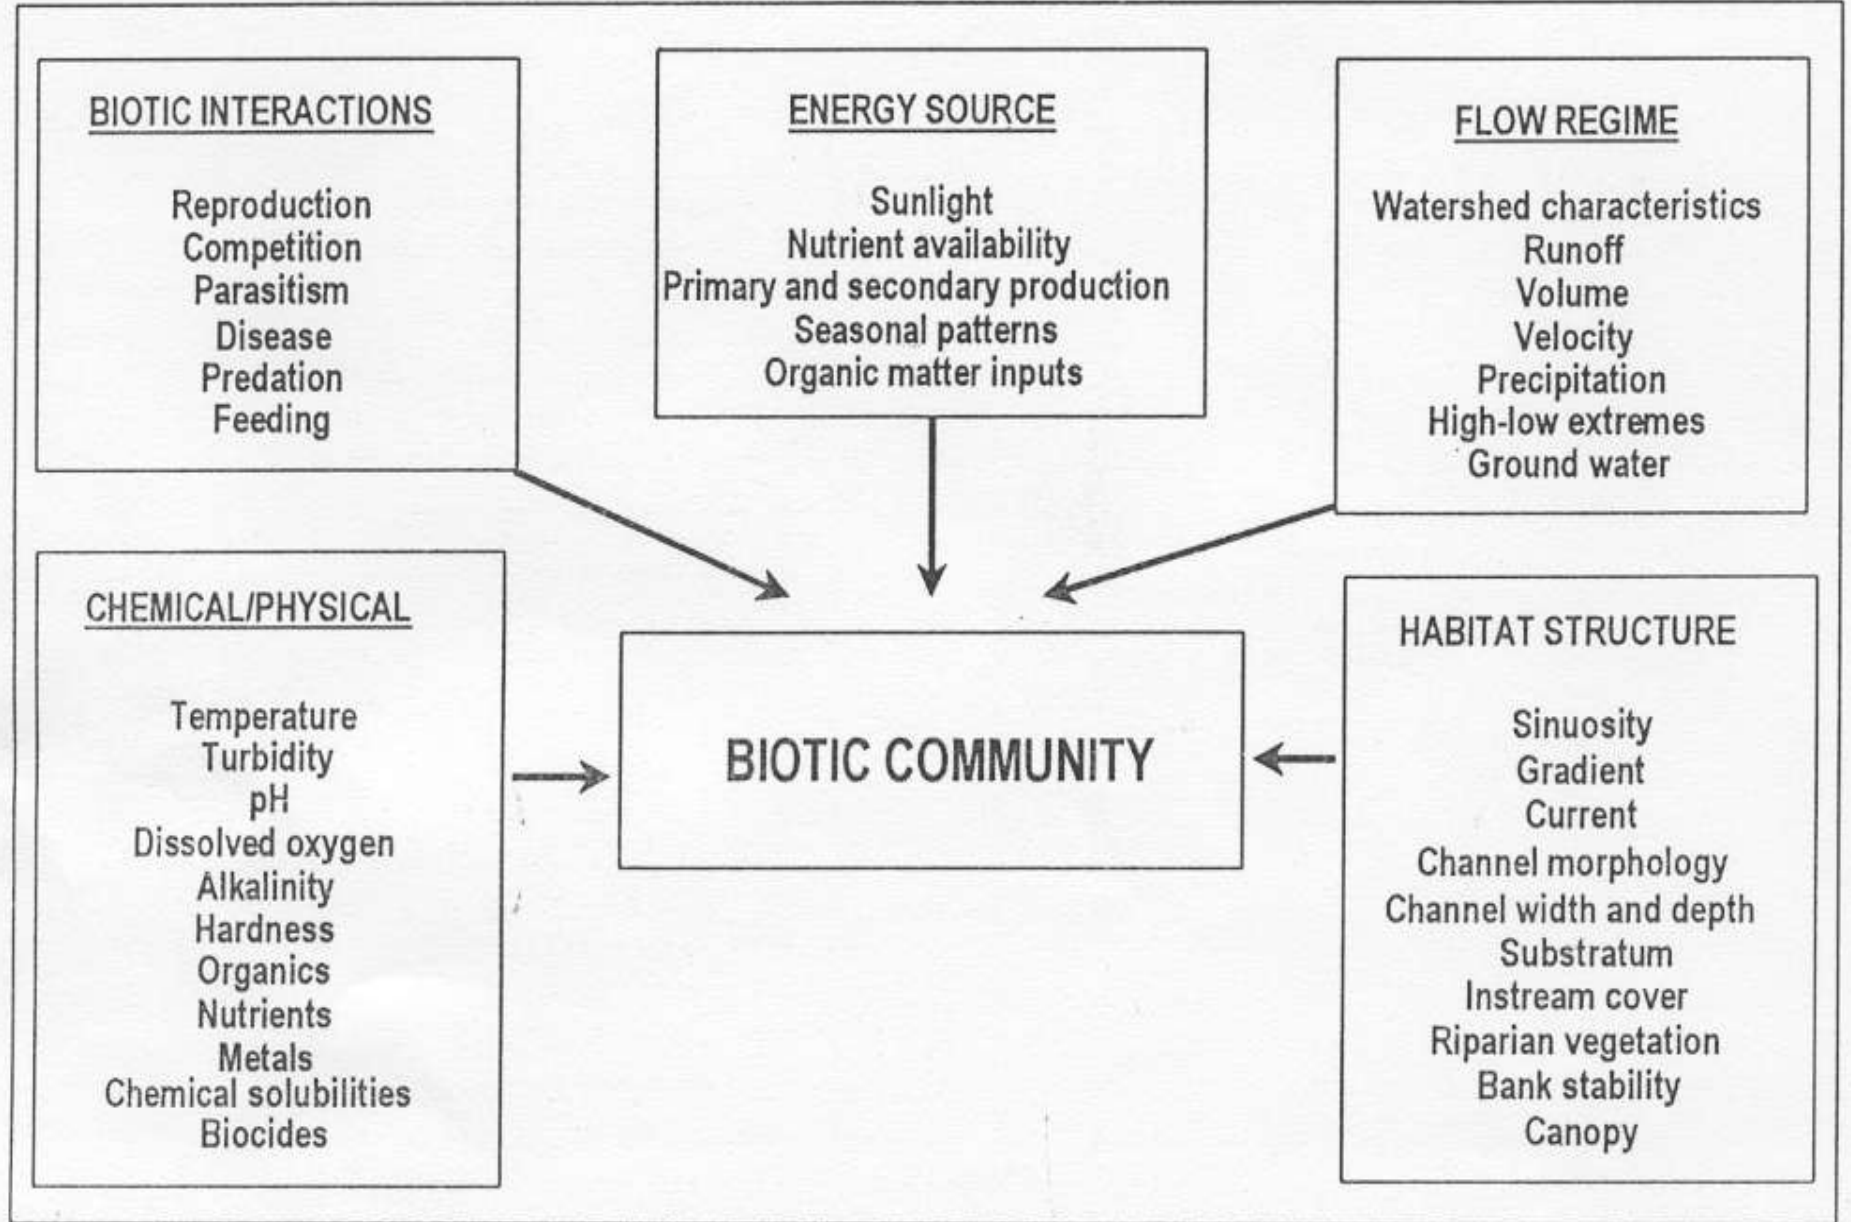 BIOTIC INTERACTIONS
Reproduction
Competition
Parasitism
Disease
Predation
Feeding
ENERGY SOURCE
Sunlight
Nutrient availability
Primary and secondary production
Seasonal patterns
Organic matter inputs
FLOW REGIME
Watershed characteristics
Runoff
Volume
Velocity
Precipitation
High-low extremes
Ground water
CHEMICAL/PHYSICAL
Temperature
Turbidity
pH
Dissolved oxygen
Alkalinity
Hardness
Organics
Nutrients
Metals
Chemical solubilities
Biocides
BIOTIC COMMUNITY
HABITAT STRUCTURE
Sinuosity
Gradient
Current
Channel morphology
Channel width and depth
Substratum
Instream cover
Riparian vegetation
Bank stability
Canopy